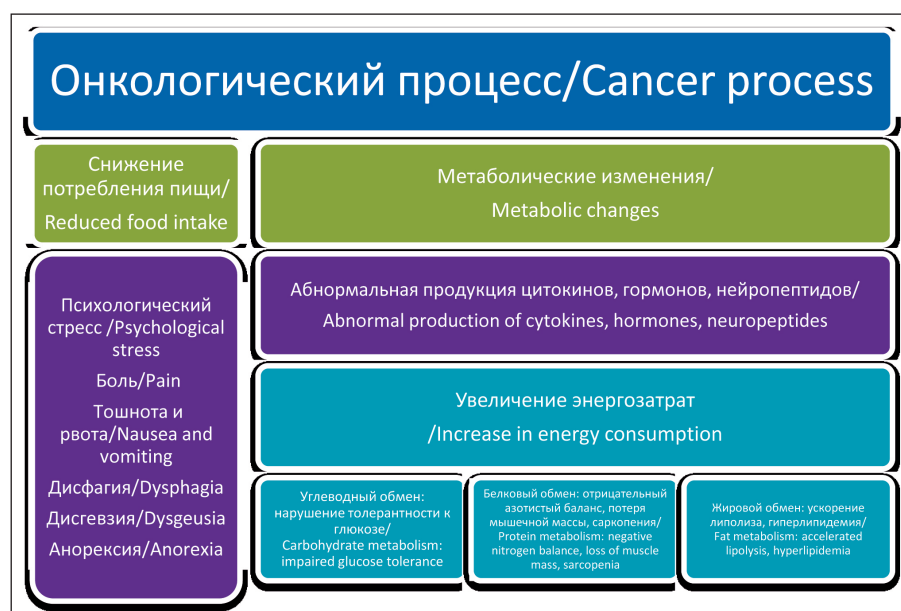 Онкологический процесс/Cancer process
Снижение
потребления пищи/
Reduced food intake
Метаболические изменения/
Metabolic changes
Психологический
стресс /Psychological
stress
Боль/Pain
Тошнота и
рвота/Nausea and
vomiting
Дисфагия/Dysphagia
Дисгевзия/Dysgeusia
Анорексия/Anorexia
Абнормальная продукция цитокинов, гормонов, нейропептидов/
Abnormal production of cytokines, hormones, neuropeptides
Увеличение энергозатрат
/Increase in energy consumption
Углеводный обмен:
нарушение толерантности к
глюкозе/
Carbohydrate metabolism:
impaired glucose tolerance
Белковый обмен: отрицательный
азотистый баланс, потеря
мышечной массы, саркопения/
Protein metabolism: negative
nitrogen balance, loss of muscle
mass, sarcopenia
Жировой обмен: ускорение
липолиза, гиперлипидемия/
Fat metabolism: accelerated
lipolysis, hyperlipidemia